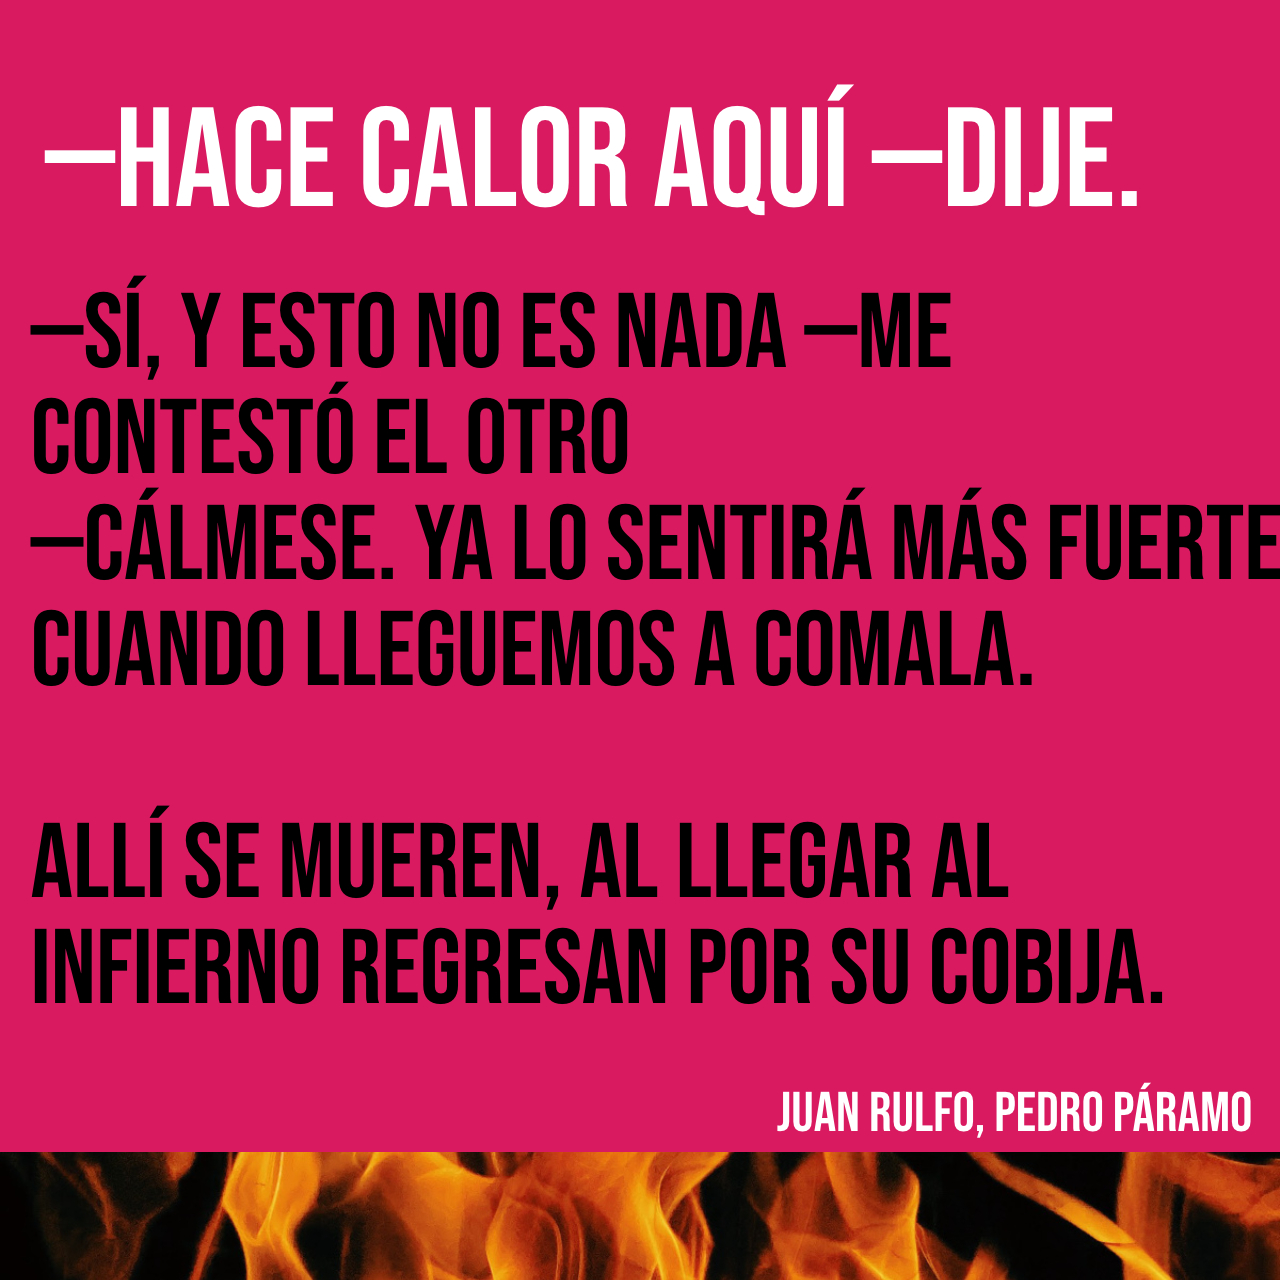 —HACE CALOR AQUÍ —DIJE.
—SÍ, Y ESTO NO ES NADA —ME
CONTESTÓ EL OTRO
—CÁLMESE. YA LO SENTIRÁ MÁS FUERTE
CUANDO LLEGUEMOS A COMALA.
ALLÍ SE MUEREN, AL LLEGAR AL
INFIERNO REGRESAN POR SU COBIJA.
JUAN RULFO, PEDRO PÁRAMO